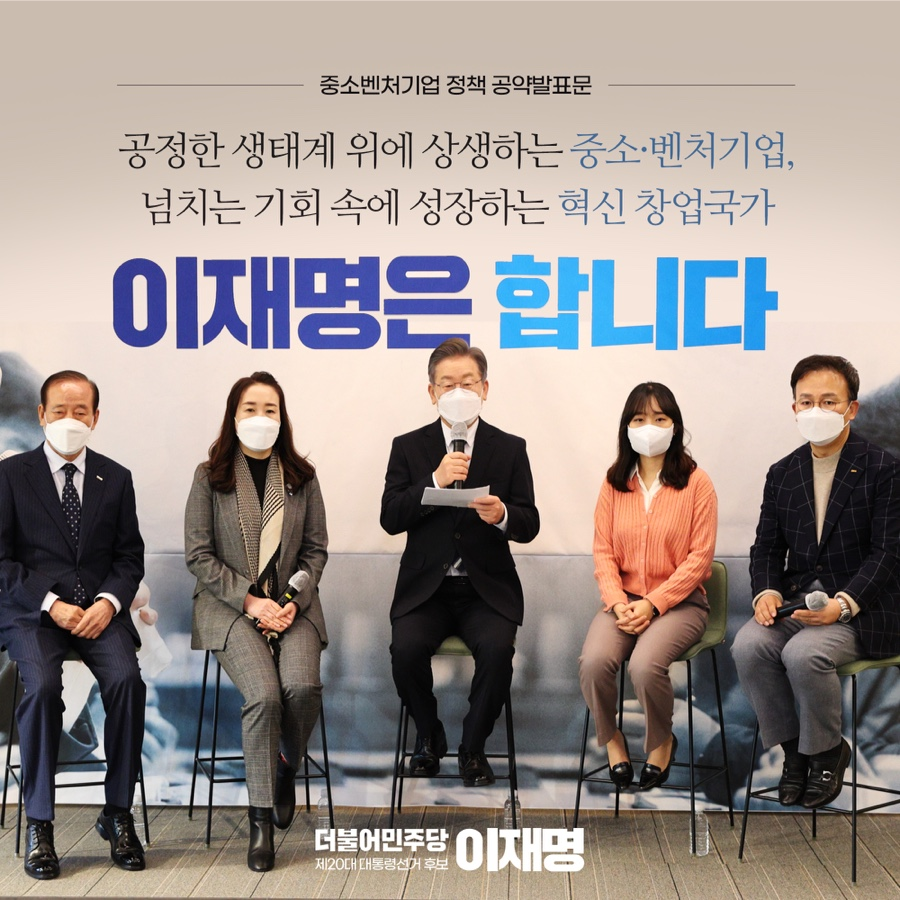 중소벤처기업 정책 공약발표문
공정한 생태계 위에 상생하는 중소·벤처기업,
넘치는 기회 속에 성장하는 혁신 창업국가
이재명은 합니다
더불어민주당
제20대 대통령선거 후보
이재명